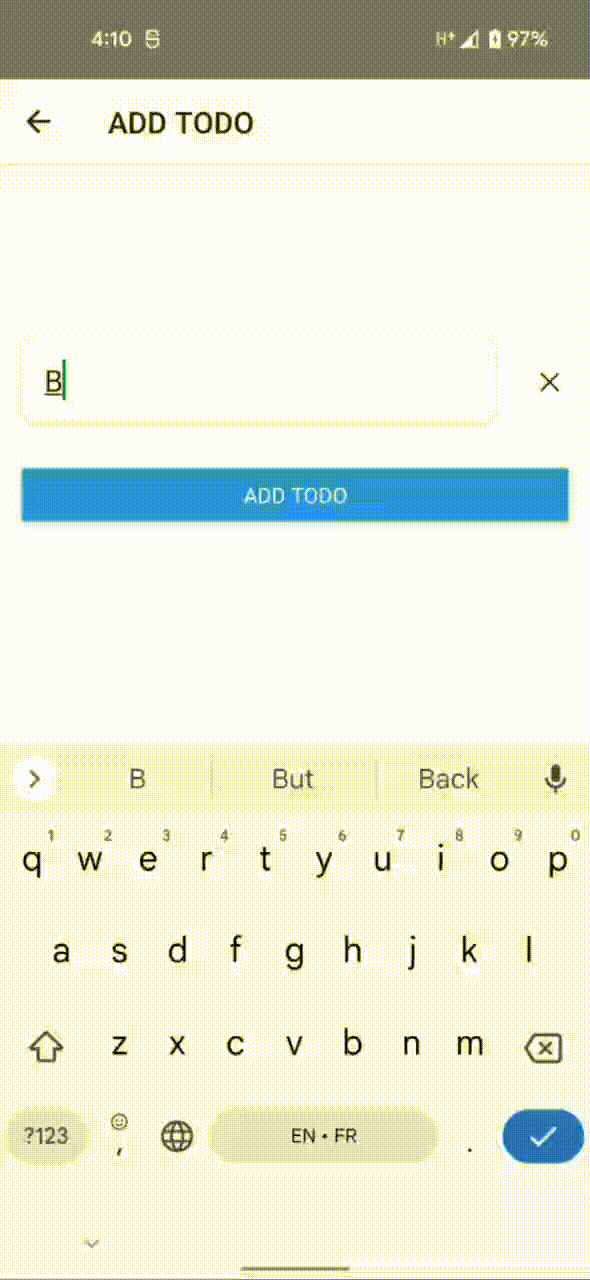 4:10 H+ 97%
ADD TODO
B
ADD TODO
B But Back
1 2 3 4 5 6 7 8 9 0
q w e r t y u i o p
a s d f g h j k l
z x c v b n m
?123 , EN • FR .